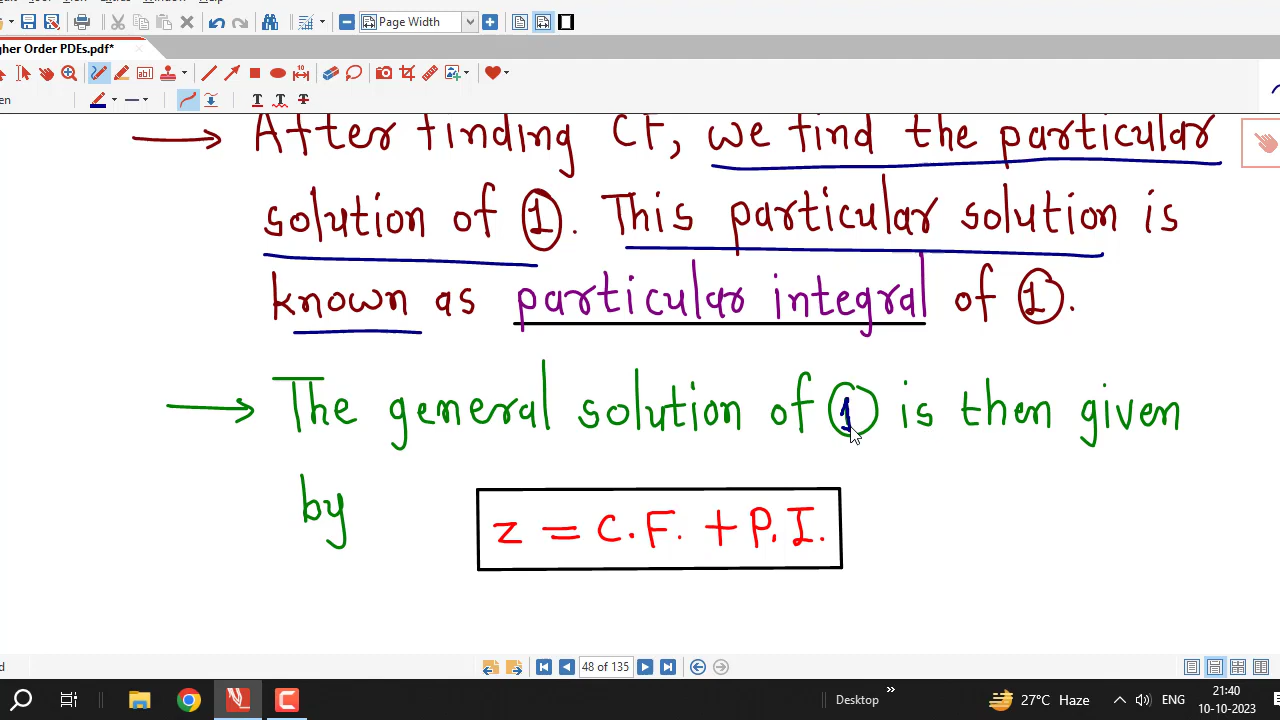 Page Width
gher Order PDEs.pdf*
en
→ After finding CF, we find the particular
solution of ①. This particular solution is
known as particular integral of ①.
→ The general solution of ① is then given
by z = C.F. + P.I.
48 of 135
Desktop »
27°C Haze
ENG
21:40
10-10-2023